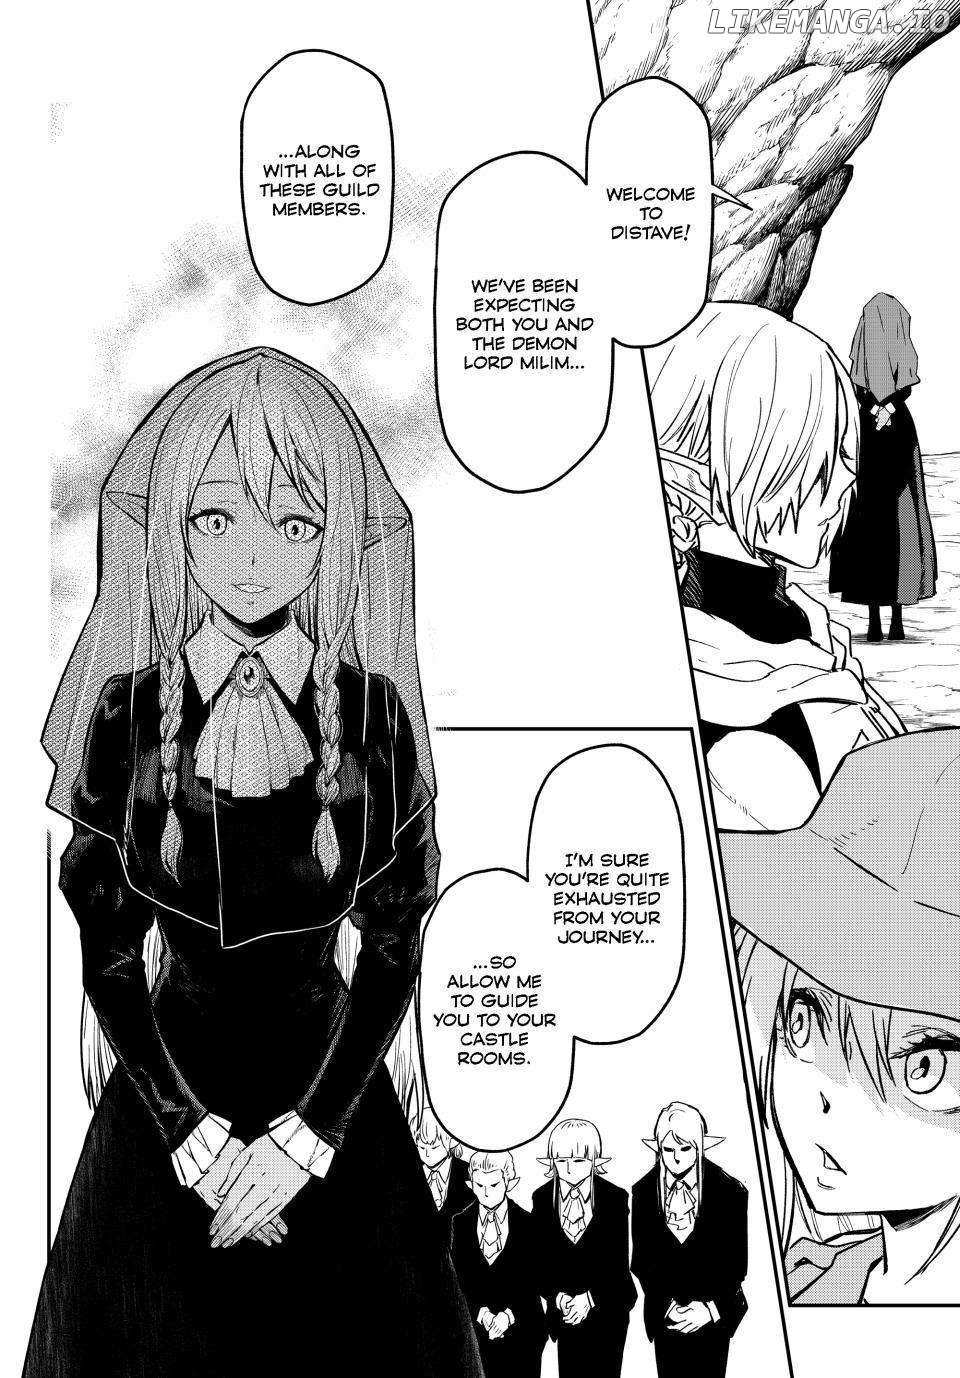 LIKEMANGA.IO
WELCOME
TO
DISTAVE!
WE'VE BEEN
EXPECTING
BOTH YOU AND
THE DEMON
LORD MILIM...
...ALONG
WITH ALL OF
THESE GUILD
MEMBERS.
I'M SURE
YOU'RE QUITE
EXHAUSTED
FROM YOUR
JOURNEY...
...SO
ALLOW ME
TO GUIDE
YOU TO YOUR
CASTLE
ROOMS.